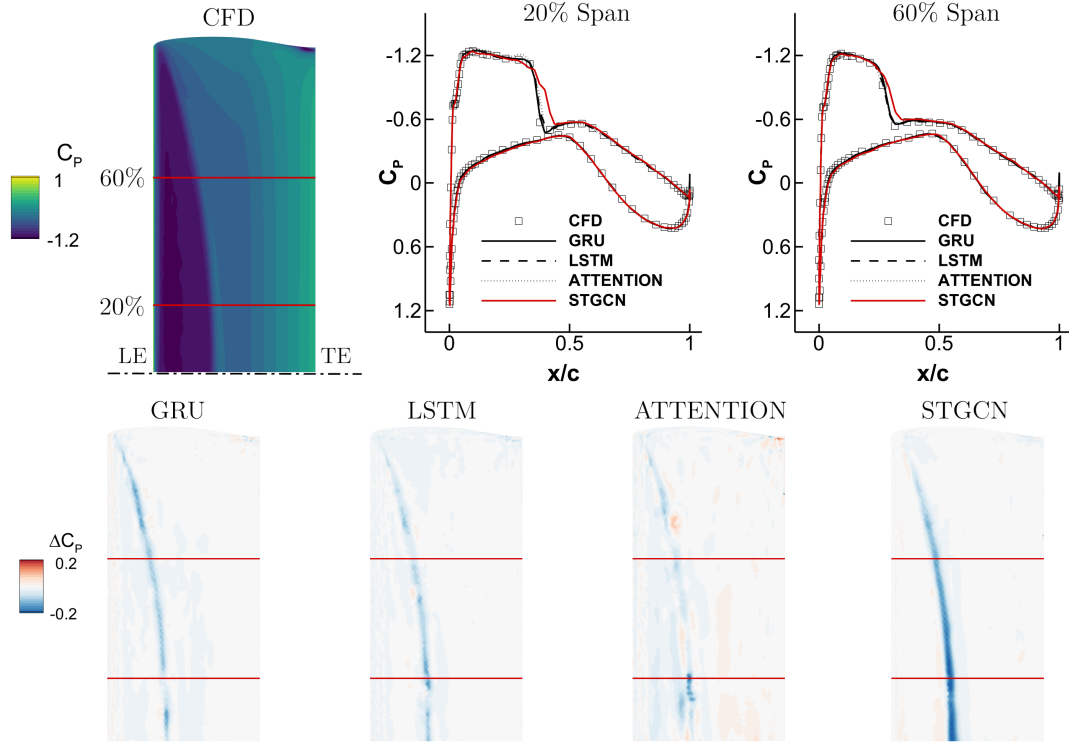 CFD
C_P
1
-1.2
60%
20%
LE
TE
20% Span
C_P
-1.2
-0.6
0
0.6
1.2
CFD
GRU
LSTM
ATTENTION
STGCN
0
0.5
1
x/c
60% Span
C_P
-1.2
-0.6
0
0.6
1.2
CFD
GRU
LSTM
ATTENTION
STGCN
0
0.5
1
x/c
GRU
LSTM
ATTENTION
STGCN
ΔC_P
0.2
-0.2